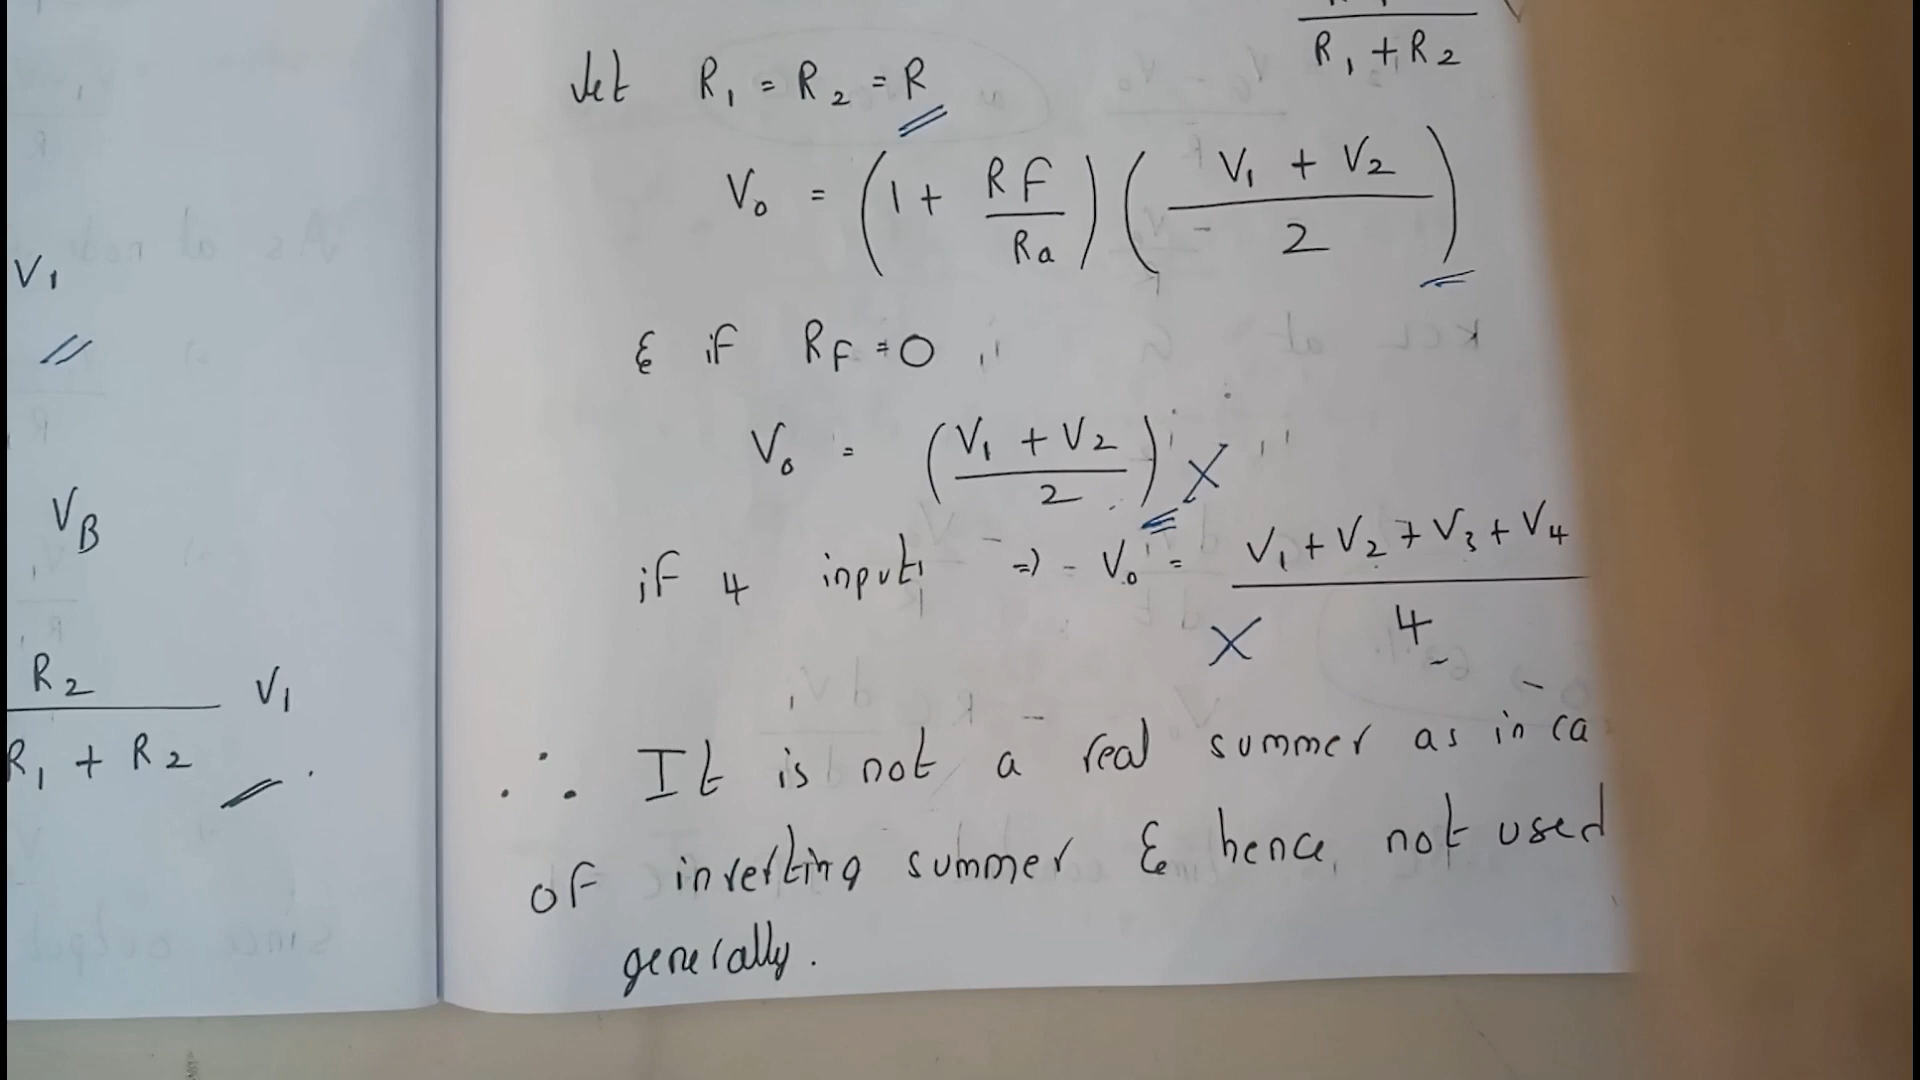 V₁
V_B
R₂
V₁
R₁ + R₂
R₁ + R₂
Let R₁ = R₂ = R
V₀ = (1 + RF/Ra) ((V₁ + V₂)/2)
& if RF = 0
V₀ = ((V₁ + V₂)/2) X
if 4 inputs => - V₀ = (V₁ + V₂ + V₃ + V₄)/4
X
∴ It is not a real summer as in ca
of inverting summer & hence not used
generally.